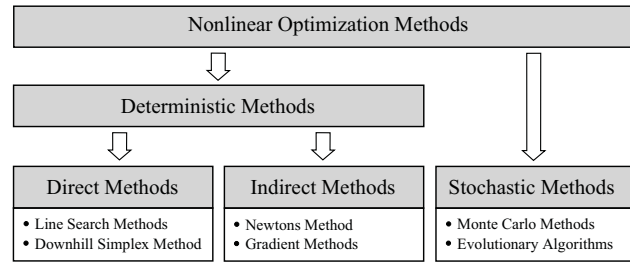 Nonlinear Optimization Methods
Deterministic Methods
Direct Methods
• Line Search Methods
• Downhill Simplex Method
Indirect Methods
• Newtons Method
• Gradient Methods
Stochastic Methods
• Monte Carlo Methods
• Evolutionary Algorithms